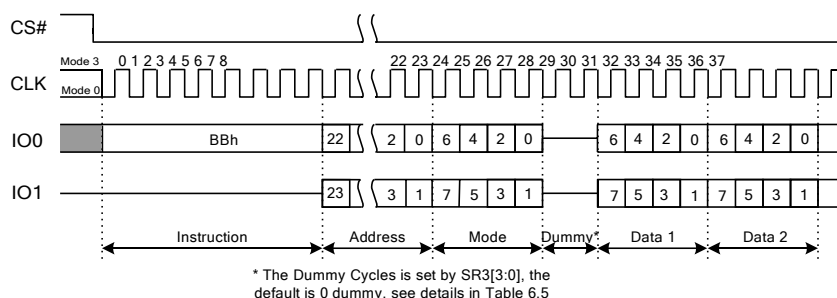 CS#
Mode 3 0 1 2 3 4 5 6 7 8 22 23 24 25 26 27 28 29 30 31 32 33 34 35 36 37
CLK
Mode 0
IO0 BBh 22 2 0 6 4 2 0 6 4 2 0 6 4 2 0
IO1 23 3 1 7 5 3 1 7 5 3 1 7 5 3 1
Instruction Address Mode Dummy* Data 1 Data 2
* The Dummy Cycles is set by SR3[3:0], the
default is 0 dummy, see details in Table 6.5